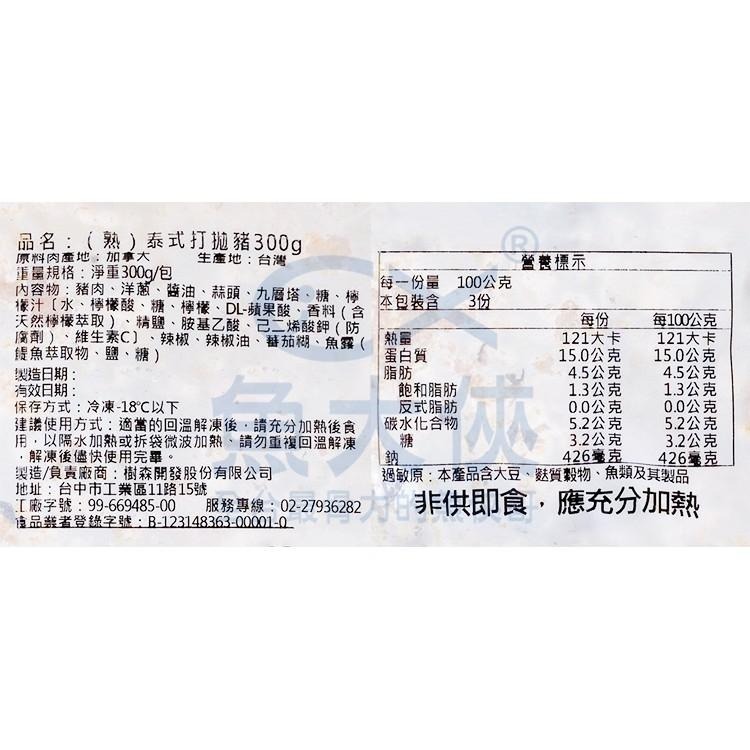 品名：（熟）泰式打拋豬300g
原料肉產地：加拿大 生產地：台灣
重量規格：淨重300g/包
內容物：豬肉、洋蔥、醬油、蒜頭、九層塔、糖、檸
檬汁〔水、檸檬酸、糖、檸檬、DL-蘋果酸、香料（含
天然檸檬萃取）、精鹽、胺基乙酸、己二烯酸鉀（防
腐劑）、維生素C〕、辣椒、辣椒油、蕃茄糊、魚露（
鯷魚萃取物、鹽、糖）
製造日期：
有效日期：
保存方式：冷凍-18℃以下
建議使用方式：適當的回溫解凍後，請充分加熱後食
用，以隔水加熱或拆袋微波加熱、請勿重複回溫解凍
，解凍後儘快使用完畢。
製造/負責廠商：樹森開發股份有限公司
地址：台中市工業區11路15號
工廠字號：99-669485-00 服務專線：02-27936282
食品業者登錄字號：B-123148363-00001-0
營養標示
每一份量 100公克
本包裝含 3份
每份 每100公克
熱量 121大卡 121大卡
蛋白質 15.0公克 15.0公克
脂肪 4.5公克 4.5公克
飽和脂肪 1.3公克 1.3公克
反式脂肪 0.0公克 0.0公克
碳水化合物 5.2公克 5.2公克
糖 3.2公克 3.2公克
鈉 426毫克 426毫克
過敏原：本產品含大豆、麩質穀物、魚類及其製品
非供即食，應充分加熱
®
魚大俠